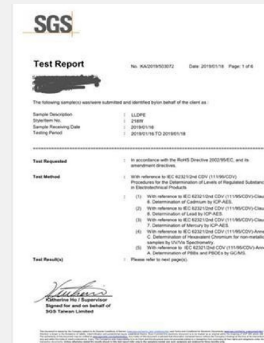 SGS
Test Report
No. KA/2019/503072 Date: 2019/01/16 Page: 1 of 6
The following sample(s) was/were submitted and identified by/on behalf of the client as :
Sample Description : LLDPE
Style/Item No. : 218W
Sample Receiving Date : 2019/01/16
Testing Period : 2019/01/16 TO 2019/01/16
Test Requested : In accordance with the RoHS Directive 2002/95/EC, and its
amendment directives.
Test Method : With reference to IEC 62321/2nd CDV (111/95/CDV)
Procedures for the Determination of Levels of Regulated Substanc
in Electrotechnical Products
(1) With reference to IEC 62321/2nd CDV (111/95/CDV)-Clau
8. Determination of Cadmium by ICP-AES.
(2) With reference to IEC 62321/2nd CDV (111/95/CDV)-Clau
8. Determination of Lead by ICP-AES.
(3) With reference to IEC 62321/2nd CDV (111/95/CDV)-Clau
7. Determination of Mercury by ICP-AES.
(4) With reference to IEC 62321/2nd CDV (111/95/CDV)-Anne
C. Determination of Hexavalent Chromium for non-metallic
samples by UV/Vis Spectrometry.
(5) With reference to IEC 62321/2nd CDV (111/95/CDV)-Anne
A. Determination of PBBs and PBDEs by GC/MS.
Test Result(s) : Please refer to next page(s).
Katherine Ho / Supervisor
Signed for and on behalf of
SGS Taiwan Limited